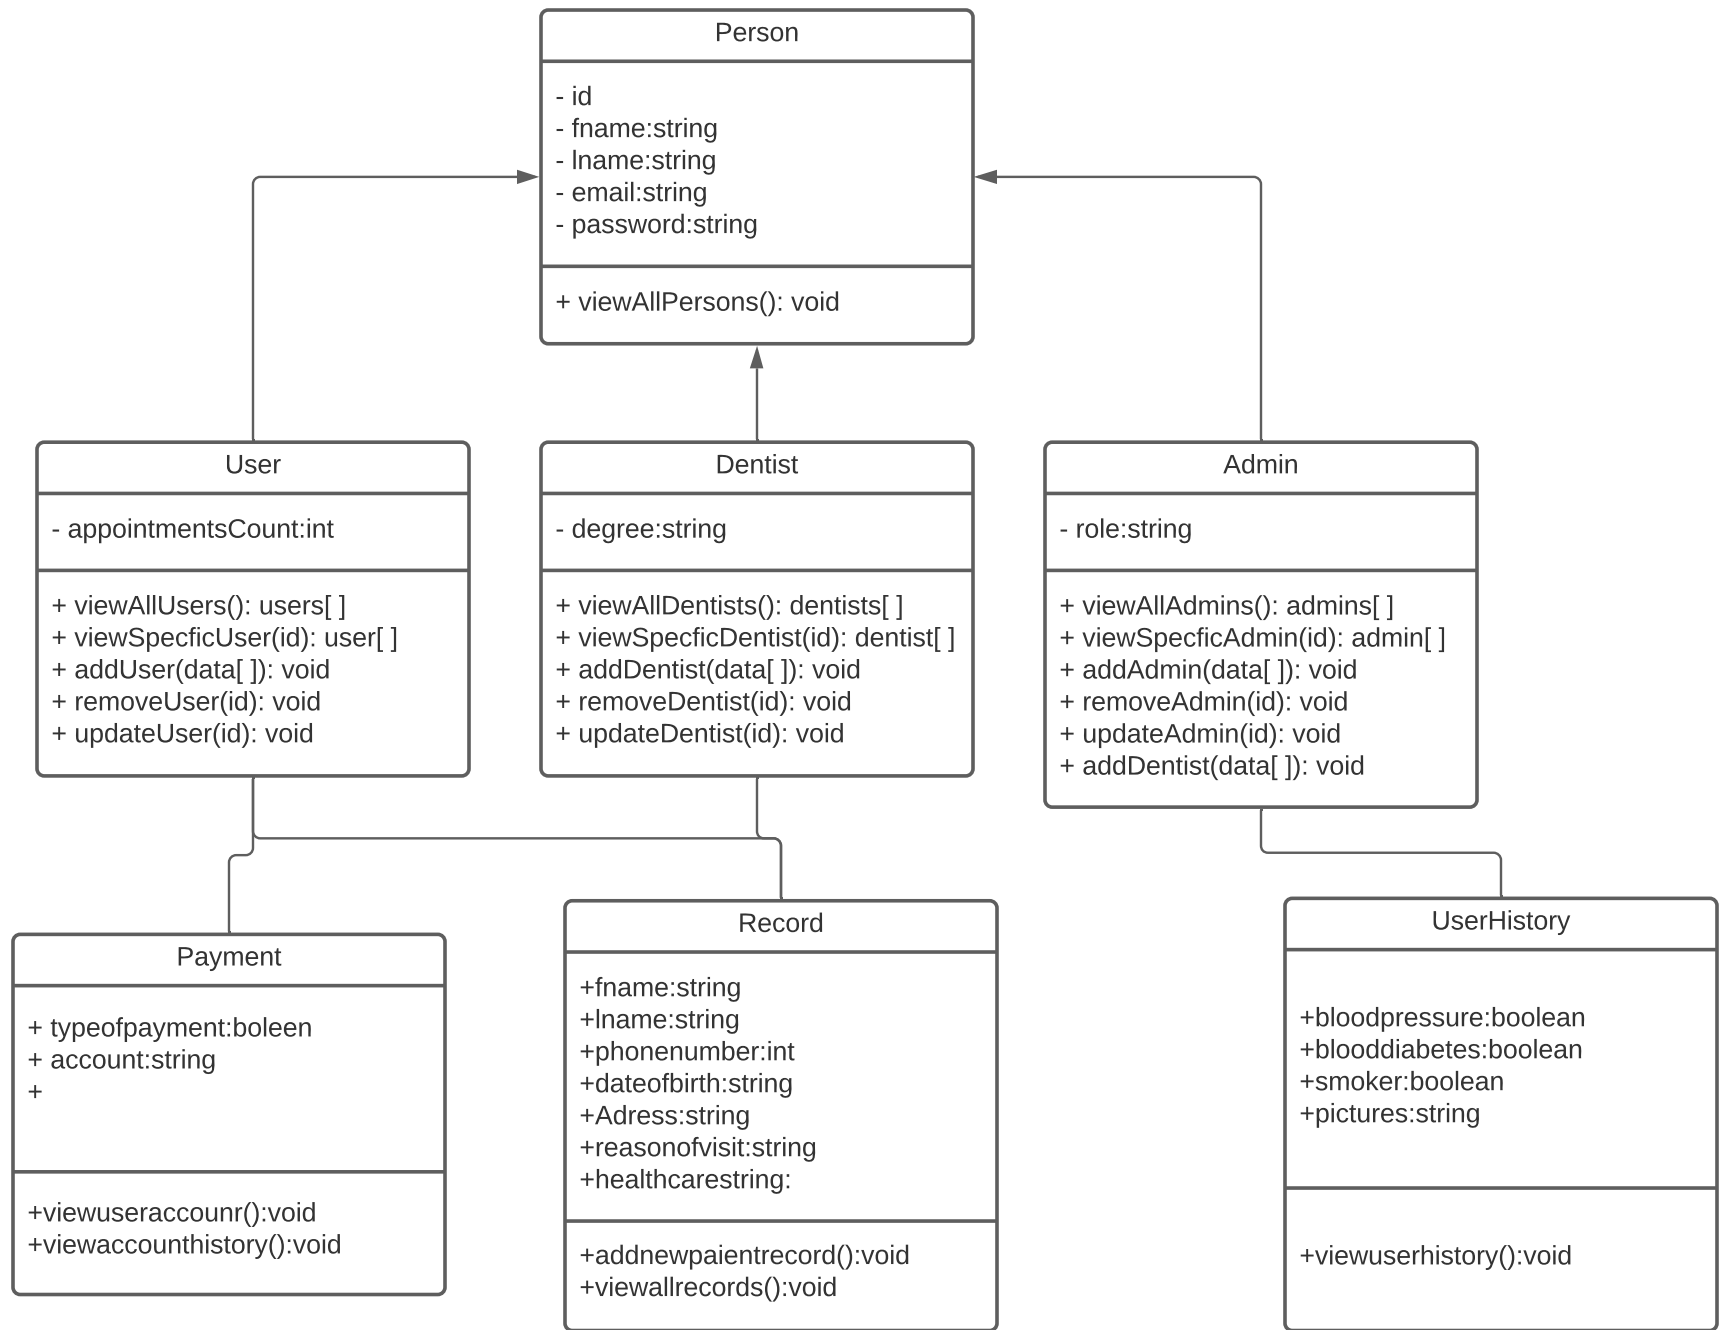 Person
- id
- fname:string
- lname:string
- email:string
- password:string
+ viewAllPersons(): void
User
- appointmentsCount:int
+ viewAllUsers(): users[ ]
+ viewSpecficUser(id): user[ ]
+ addUser(data[ ]): void
+ removeUser(id): void
+ updateUser(id): void
Dentist
- degree:string
+ viewAllDentists(): dentists[ ]
+ viewSpecficDentist(id): dentist[ ]
+ addDentist(data[ ]): void
+ removeDentist(id): void
+ updateDentist(id): void
Admin
- role:string
+ viewAllAdmins(): admins[ ]
+ viewSpecficAdmin(id): admin[ ]
+ addAdmin(data[ ]): void
+ removeAdmin(id): void
+ updateAdmin(id): void
+ addDentist(data[ ]): void
Payment
+ typeofpayment:boleen
+ account:string
+
+viewuseraccounr():void
+viewaccounthistory():void
Record
+fname:string
+lname:string
+phonenumber:int
+dateofbirth:string
+Adress:string
+reasonofvisit:string
+healthcarestring:
+addnewpaientrecord():void
+viewallrecords():void
UserHistory
+bloodpressure:boolean
+blooddiabetes:boolean
+smoker:boolean
+pictures:string
+viewuserhistory():void